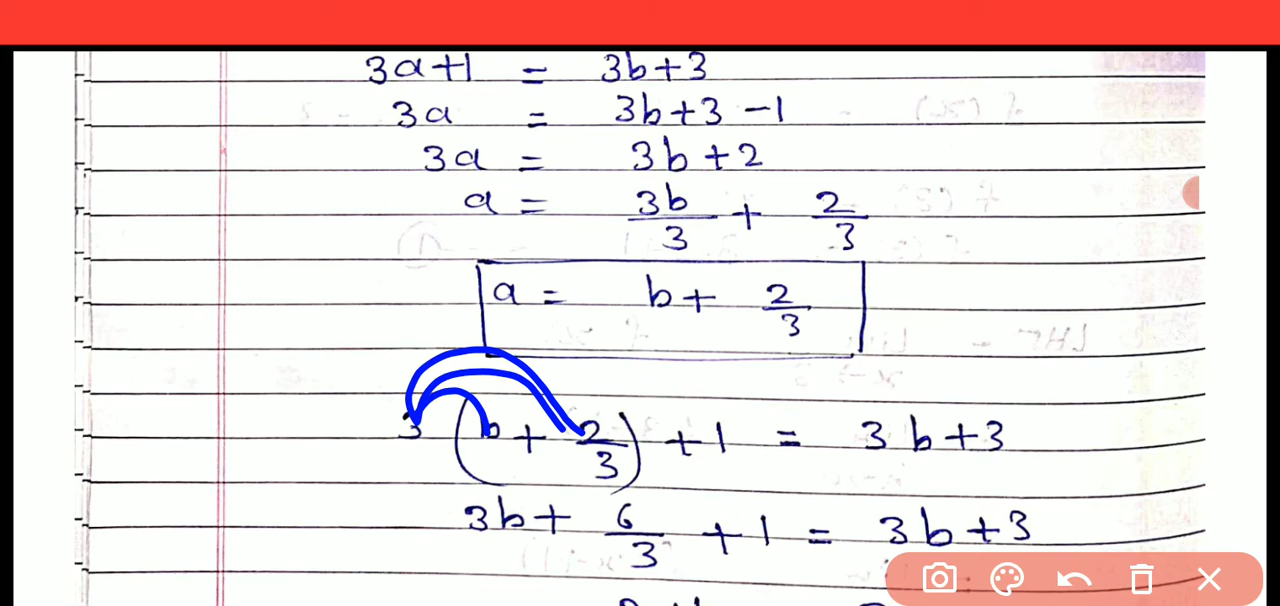 3a+1 = 3b+3
3a = 3b+3 -1
3a = 3b+2
a = 3b/3 + 2/3
a = b+ 2/3
3 (b + 2/3) + 1 = 3b+3
3b+ 6/3 + 1 = 3b+3